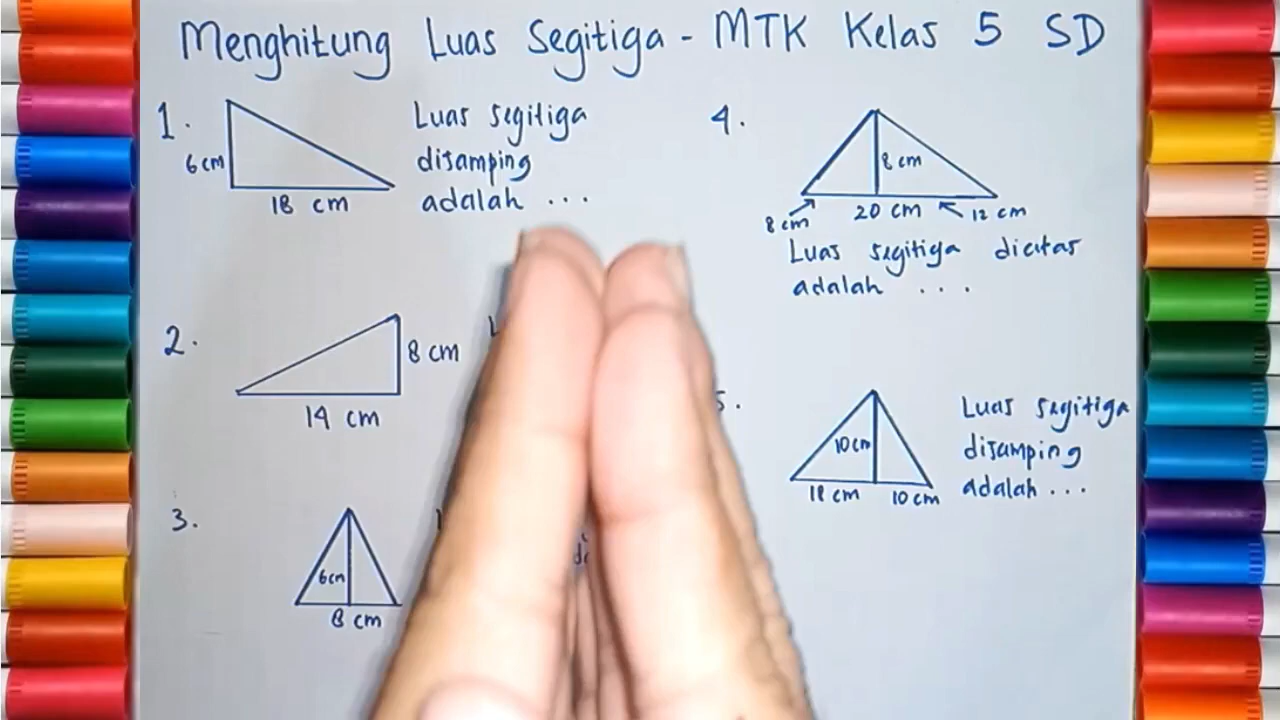 Menghitung Luas Segitiga - MTK Kelas 5 SD
1.
6 cm
18 cm
Luas segitiga
disamping
adalah ...
2.
8 cm
14 cm
3.
6 cm
8 cm
4.
8 cm
8 cm
20 cm
12 cm
Luas segitiga diatas
adalah ...
5.
10 cm
18 cm
10 cm
Luas segitiga
disamping
adalah ...